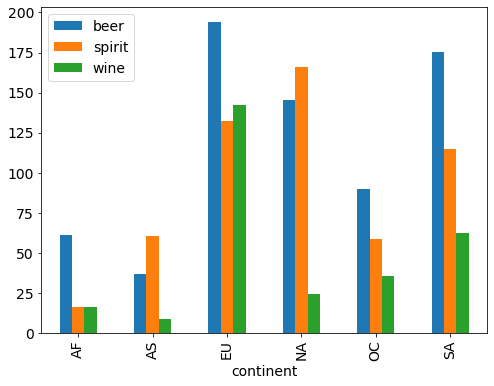 200
175
150
125
100
75
50
25
0
beer
spirit
wine
AF
AS
EU
NA
OC
SA
continent